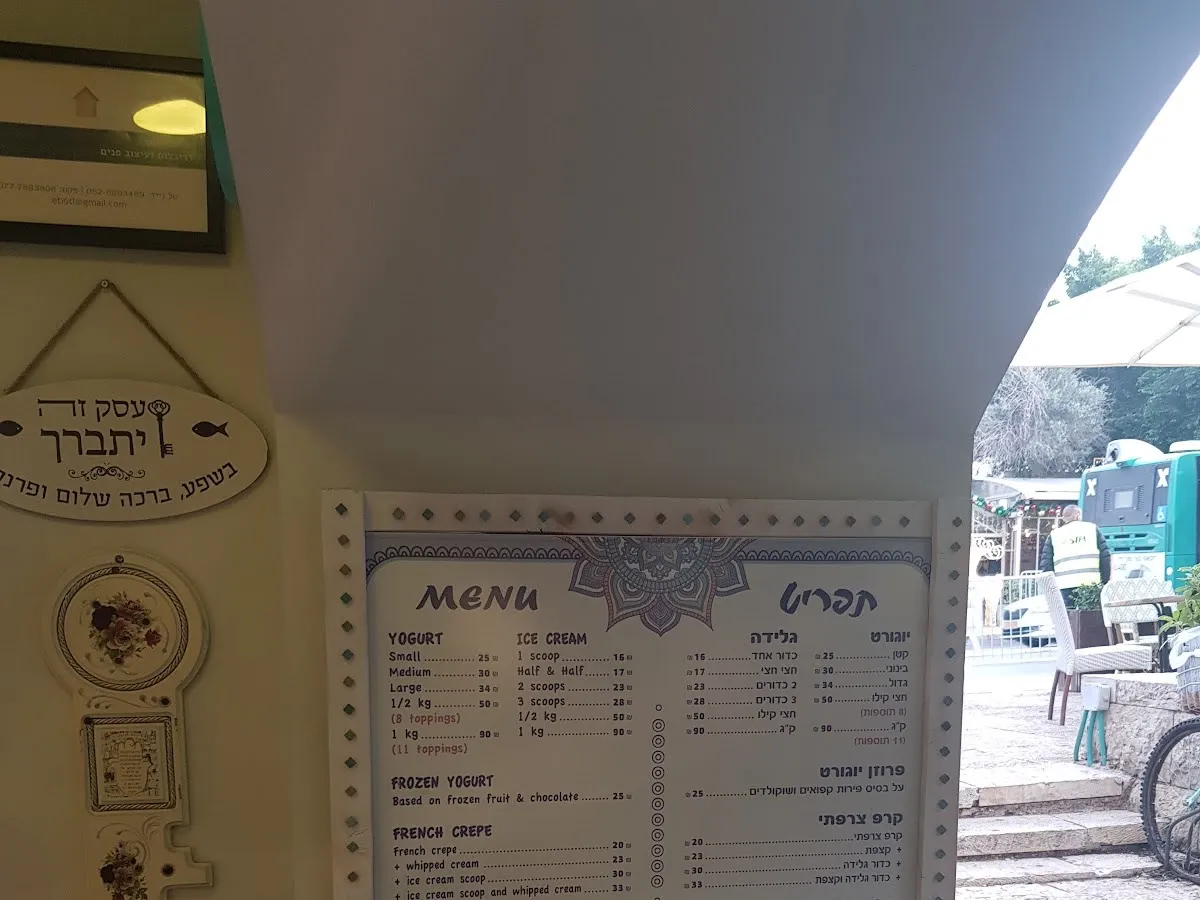 אדריכלות ועיצוב פנים
עסק זה
יתברך
בשפע, ברכה שלום ופרנ
MENU
YOGURT
Small ............ 25 ₪
Medium .......... 30 ₪
Large ............ 34 ₪
1/2 kg ............ 50 ₪
(8 toppings)
1 kg ............ 90 ₪
(11 toppings)
ICE CREAM
1 scoop ............ 16 ₪
Half & Half ....... 17 ₪
2 scoops .......... 23 ₪
3 scoops .......... 28 ₪
1/2 kg ............ 50 ₪
1 kg ............ 90 ₪
FROZEN YOGURT
Based on frozen fruit & chocolate ....... 25 ₪
FRENCH CREPE
French crepe ............ 20 ₪
+ whipped cream ............ 23 ₪
+ ice cream scoop ............ 30 ₪
+ ice cream scoop and whipped cream ....... 33 ₪
תפריט
יוגורט
קטן ............ 25 ₪
בינוני ............ 30 ₪
גדול ............ 34 ₪
חצי קילו ............ 50 ₪
(8 תוספות)
ק"ג ............ 90 ₪
(11 תוספות)
גלידה
כדור אחד ............ 16 ₪
חצי חצי ............ 17 ₪
2 כדורים ............ 23 ₪
3 כדורים ............ 28 ₪
חצי קילו ............ 50 ₪
ק"ג ............ 90 ₪
פרוזן יוגורט
על בסיס פירות קפואים ושוקולדים ............ 25 ₪
קרפ צרפתי
קרפ צרפתי ............ 20 ₪
+ קצפת ............ 23 ₪
+ כדור גלידה ............ 30 ₪
+ כדור גלידה וקצפת ............ 33 ₪